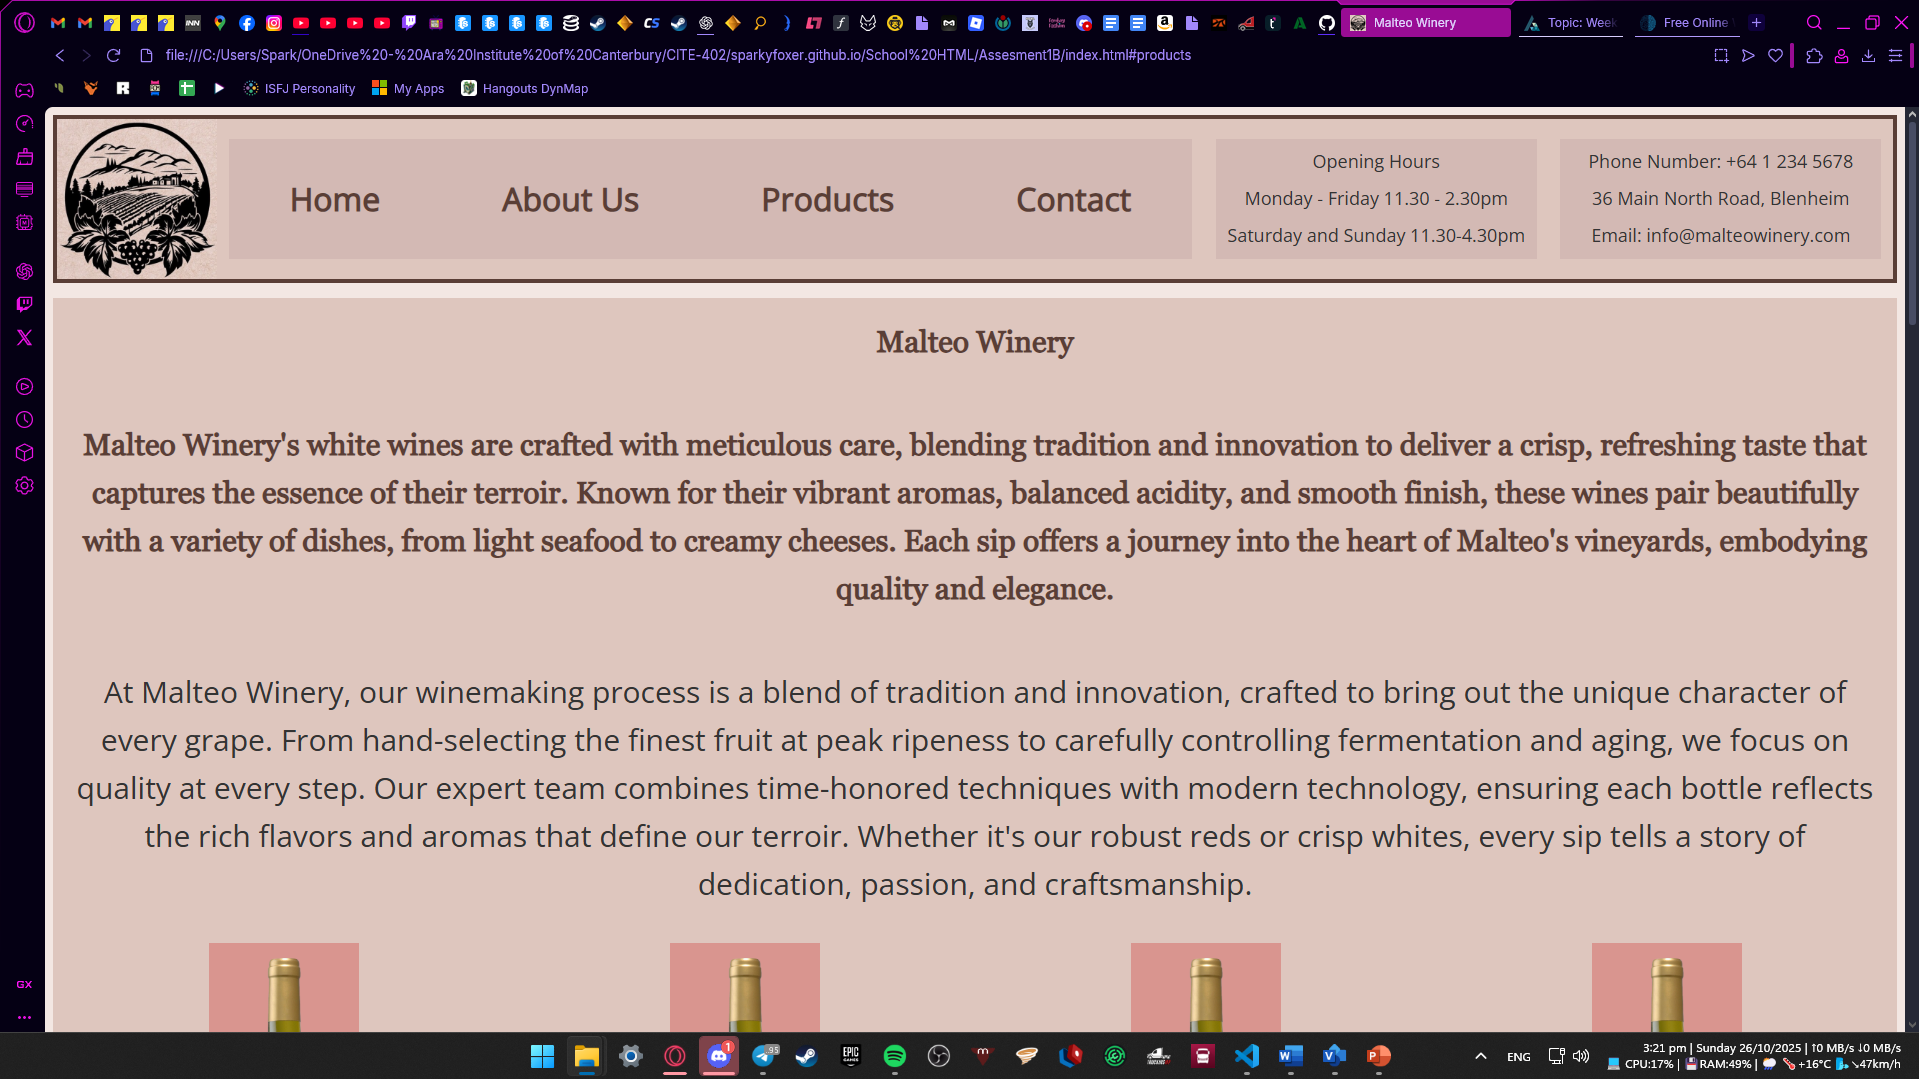 Malteo Winery
Topic: Week
Free Online
file:///C:/Users/Spark/OneDrive%20-%20Ara%20Institute%20of%20Canterbury/CITE-402/sparkyfoxer.github.io/School%20HTML/Assesment1B/index.html#products
ISFJ Personality
My Apps
Hangouts DynMap
Home
About Us
Products
Contact
Opening Hours
Monday - Friday 11.30 - 2.30pm
Saturday and Sunday 11.30-4.30pm
Phone Number: +64 1 234 5678
36 Main North Road, Blenheim
Email: info@malteowinery.com
Malteo Winery
Malteo Winery's white wines are crafted with meticulous care, blending tradition and innovation to deliver a crisp, refreshing taste that
captures the essence of their terroir. Known for their vibrant aromas, balanced acidity, and smooth finish, these wines pair beautifully
with a variety of dishes, from light seafood to creamy cheeses. Each sip offers a journey into the heart of Malteo's vineyards, embodying
quality and elegance.
At Malteo Winery, our winemaking process is a blend of tradition and innovation, crafted to bring out the unique character of
every grape. From hand-selecting the finest fruit at peak ripeness to carefully controlling fermentation and aging, we focus on
quality at every step. Our expert team combines time-honored techniques with modern technology, ensuring each bottle reflects
the rich flavors and aromas that define our terroir. Whether it's our robust reds or crisp whites, every sip tells a story of
dedication, passion, and craftsmanship.
GX
1
95
EPIC
GAMES
ENG
3:21 pm | Sunday 26/10/2025 | ↑0 MB/s ↓0 MB/s
CPU:17% | RAM:49% | +16°C ↘47km/h